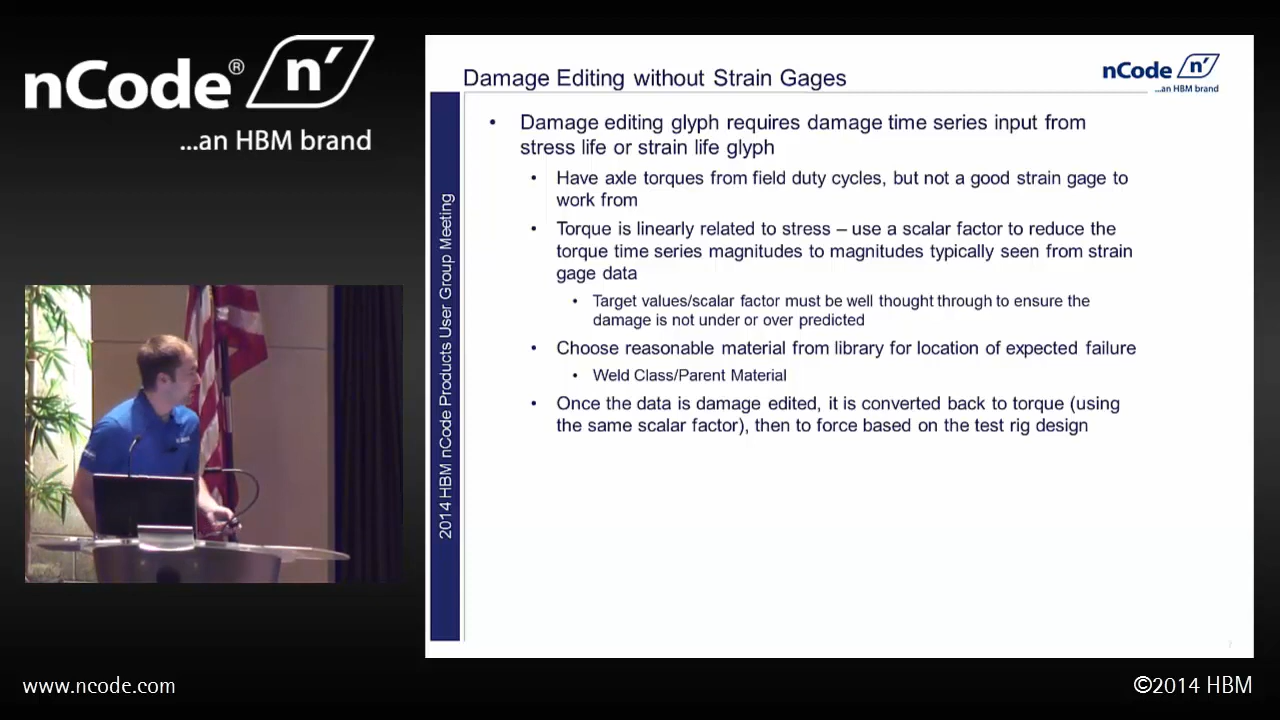 nCode® n'
...an HBM brand
Damage Editing without Strain Gages
nCode n'
...an HBM brand
2014 HBM nCode Products User Group Meeting
• Damage editing glyph requires damage time series input from
stress life or strain life glyph
• Have axle torques from field duty cycles, but not a good strain gage to
work from
• Torque is linearly related to stress – use a scalar factor to reduce the
torque time series magnitudes to magnitudes typically seen from strain
gage data
• Target values/scalar factor must be well thought through to ensure the
damage is not under or over predicted
• Choose reasonable material from library for location of expected failure
• Weld Class/Parent Material
• Once the data is damage edited, it is converted back to torque (using
the same scalar factor), then to force based on the test rig design
7
www.ncode.com
©2014 HBM